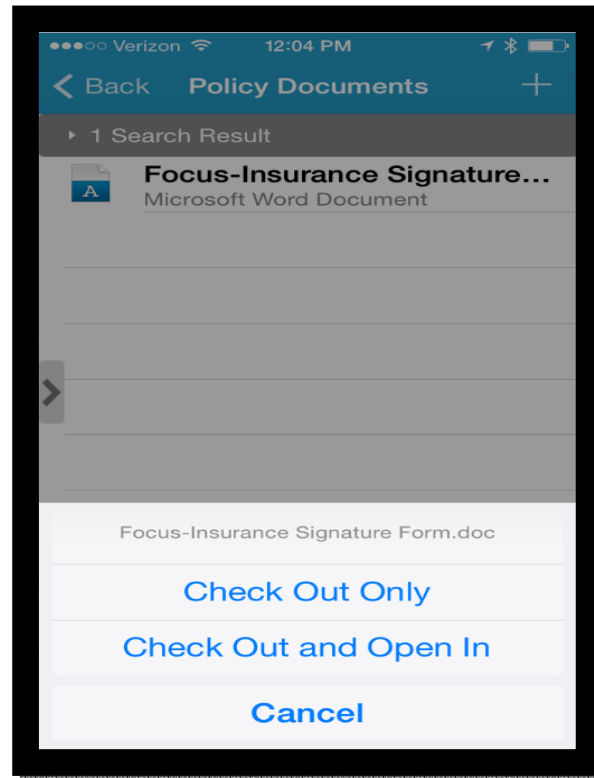 Verizon 12:04 PM
Back Policy Documents
1 Search Result
Focus-Insurance Signature...
A
Microsoft Word Document
Focus-Insurance Signature Form.doc
Check Out Only
Check Out and Open In
Cancel